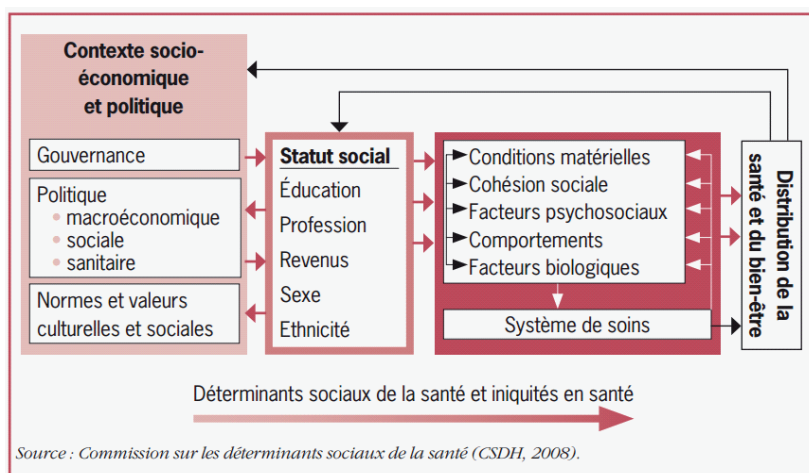 Contexte socio-
économique
et politique
Gouvernance
Politique
macroéconomique
sociale
sanitaire
Normes et valeurs
culturelles et sociales
Statut social
Éducation
Profession
Revenus
Sexe
Ethnicité
Conditions matérielles
Cohésion sociale
Facteurs psychosociaux
Comportements
Facteurs biologiques
Système de soins
Distribution de la
santé et du bien-être
Déterminants sociaux de la santé et iniquités en santé
Source : Commission sur les déterminants sociaux de la santé (CSDH, 2008).